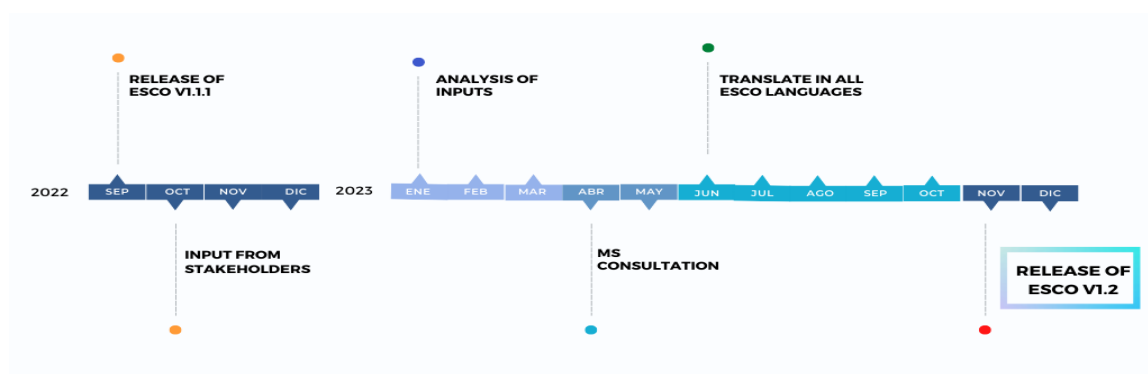 RELEASE OF
ESCO V1.1.1
ANALYSIS OF
INPUTS
TRANSLATE IN ALL
ESCO LANGUAGES
2022 SEP OCT NOV DIC 2023 ENE FEB MAR ABR MAY JUN JUL AGO SEP OCT NOV DIC
INPUT FROM
STAKEHOLDERS
MS
CONSULTATION
RELEASE OF
ESCO V1.2